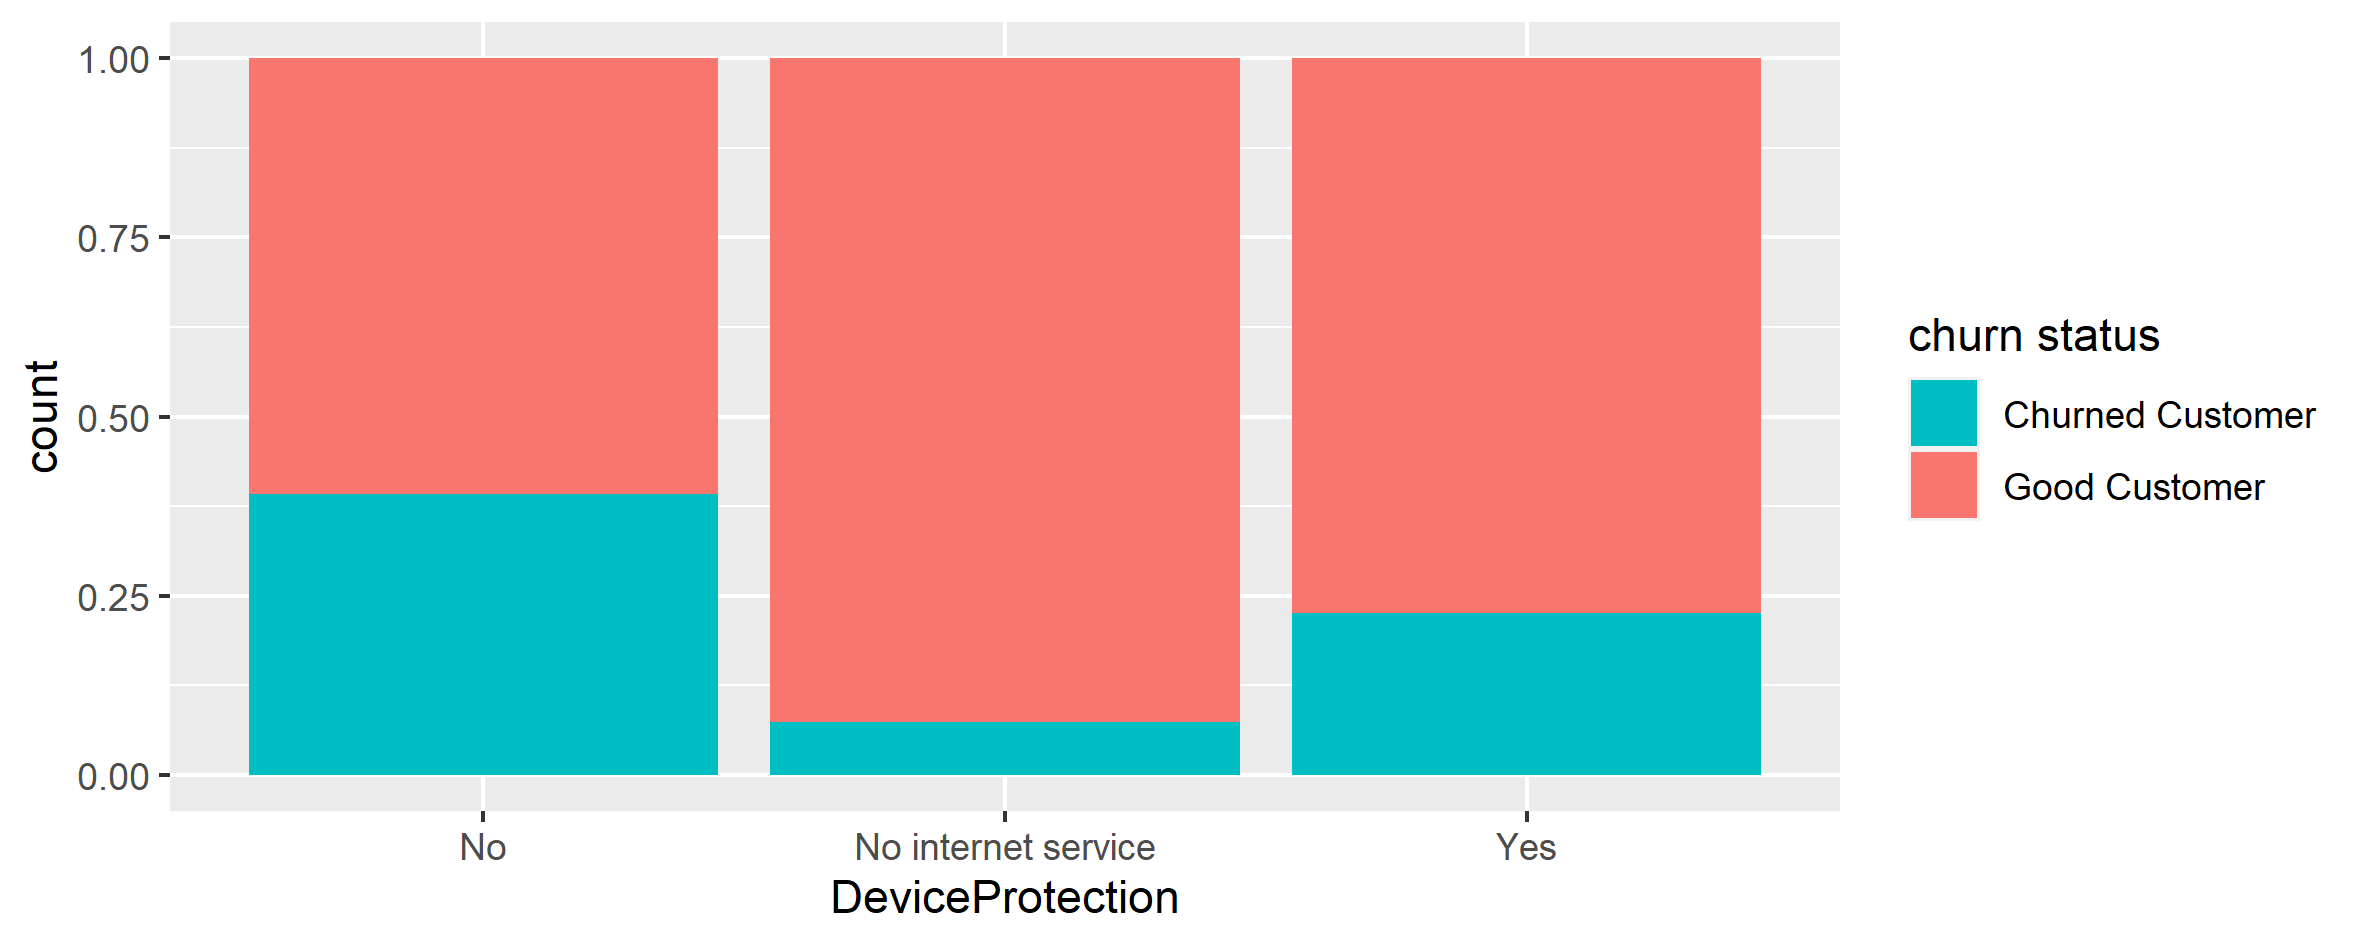 1.00
0.75
0.50
0.25
0.00
count
No
No internet service
Yes
DeviceProtection
churn status
Churned Customer
Good Customer